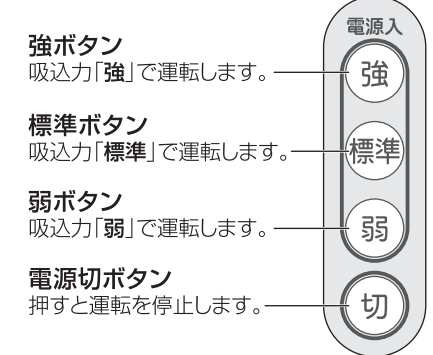 電源入
強ボタン
吸込力「強」で運転します。
強
標準ボタン
吸込力「標準」で運転します。
標準
弱ボタン
吸込力「弱」で運転します。
弱
電源切ボタン
押すと運転を停止します。
切